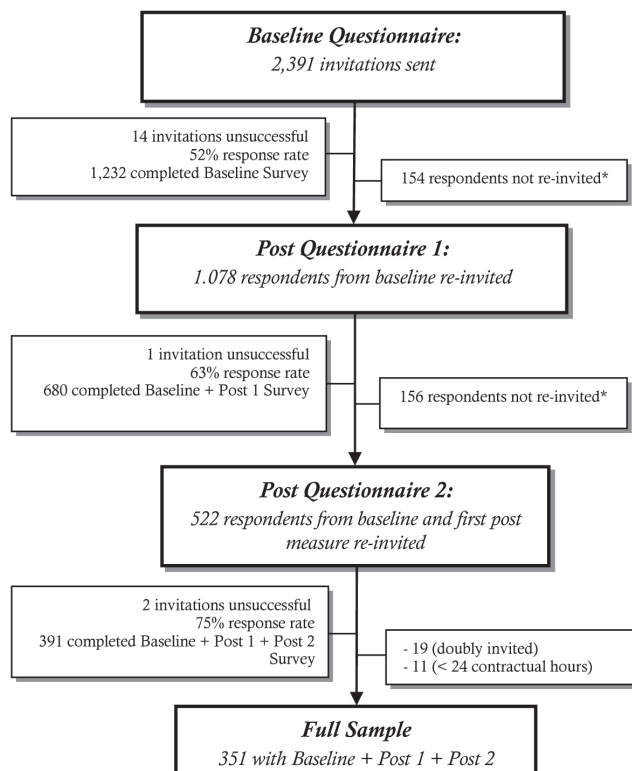 Baseline Questionnaire:
2,391 invitations sent
14 invitations unsuccessful
52% response rate
1,232 completed Baseline Survey
154 respondents not re-invited*
Post Questionnaire 1:
1.078 respondents from baseline re-invited
1 invitation unsuccessful
63% response rate
680 completed Baseline + Post 1 Survey
156 respondents not re-invited*
Post Questionnaire 2:
522 respondents from baseline and first post
measure re-invited
2 invitations unsuccessful
75% response rate
391 completed Baseline + Post 1 + Post 2
Survey
- 19 (doubly invited)
- 11 (< 24 contractual hours)
Full Sample
351 with Baseline + Post 1 + Post 2